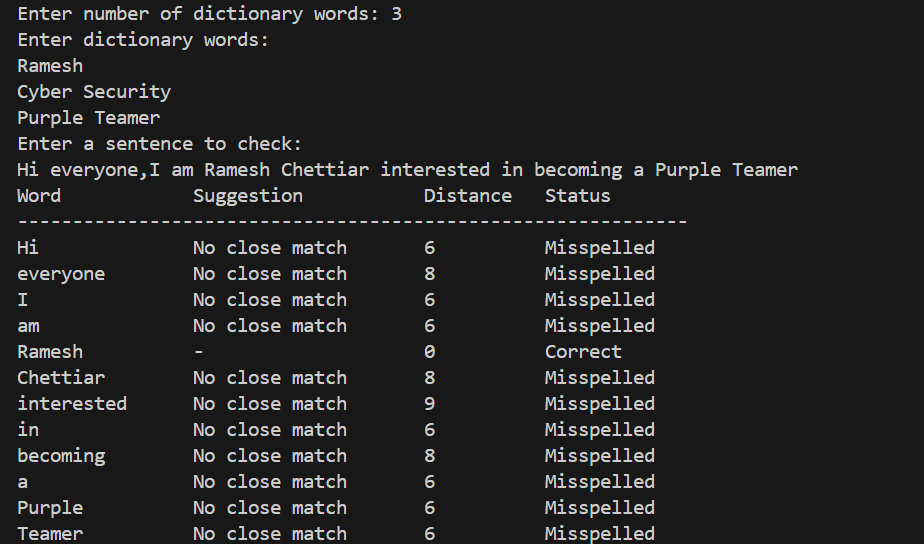 Enter number of dictionary words: 3
Enter dictionary words:
Ramesh
Cyber Security
Purple Teamer
Enter a sentence to check:
Hi everyone,I am Ramesh Chettiar interested in becoming a Purple Teamer
Word Suggestion Distance Status
-------------------------------------------------------------
Hi No close match 6 Misspelled
everyone No close match 8 Misspelled
I No close match 6 Misspelled
am No close match 6 Misspelled
Ramesh - 0 Correct
Chettiar No close match 8 Misspelled
interested No close match 9 Misspelled
in No close match 6 Misspelled
becoming No close match 8 Misspelled
a No close match 6 Misspelled
Purple No close match 6 Misspelled
Teamer No close match 6 Misspelled